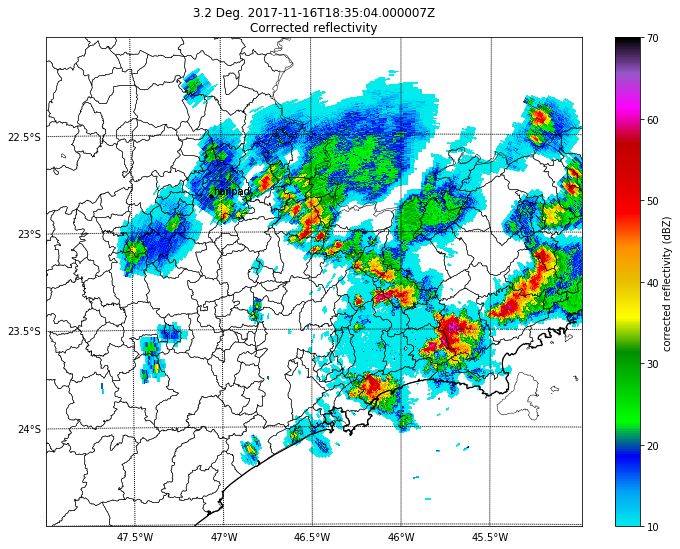 3.2 Deg. 2017-11-16T18:35:04.000007Z
Corrected reflectivity
22.5°S
23°S
23.5°S
24°S
47.5°W
47°W
46.5°W
46°W
45.5°W
70
60
50
40
30
20
10
corrected reflectivity (dBZ)